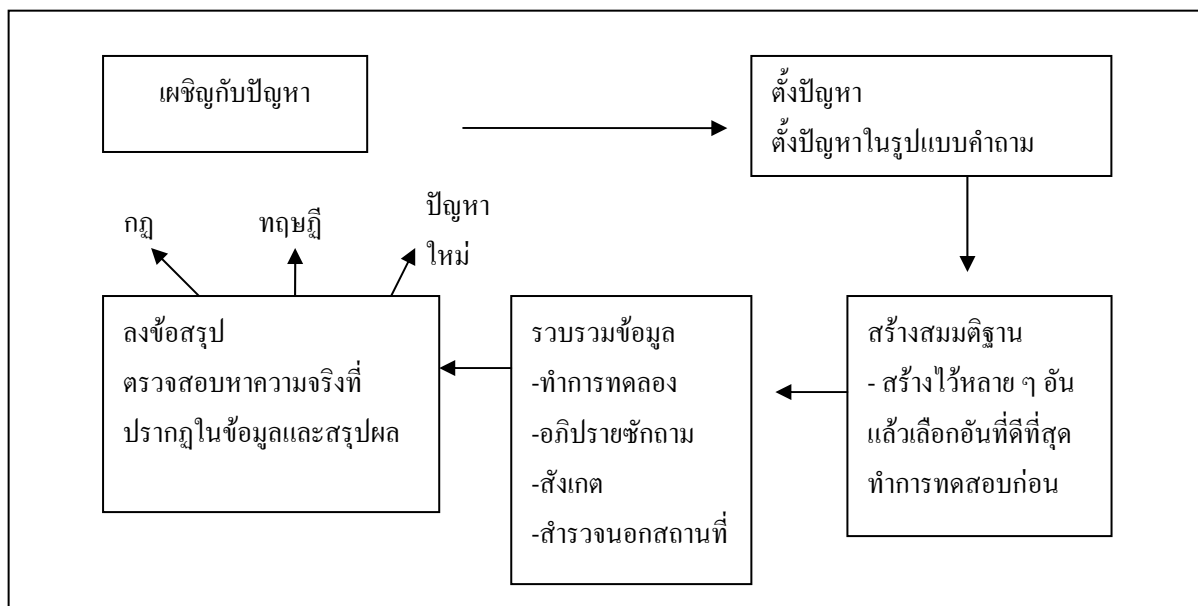 เผชิญกับปัญหา
ตั้งปัญหา
ตั้งปัญหาในรูปแบบคำถาม
กฎ
ทฤษฎี
ปัญหา
ใหม่
ลงข้อสรุป
ตรวจสอบหาความจริงที่
ปรากฏในข้อมูลและสรุปผล
รวบรวมข้อมูล
-ทำการทดลอง
-อภิปรายซักถาม
-สังเกต
-สำรวจนอกสถานที่
สร้างสมมติฐาน
- สร้างไว้หลาย ๆ อัน
แล้วเลือกอันที่ดีที่สุด
ทำการทดสอบก่อน